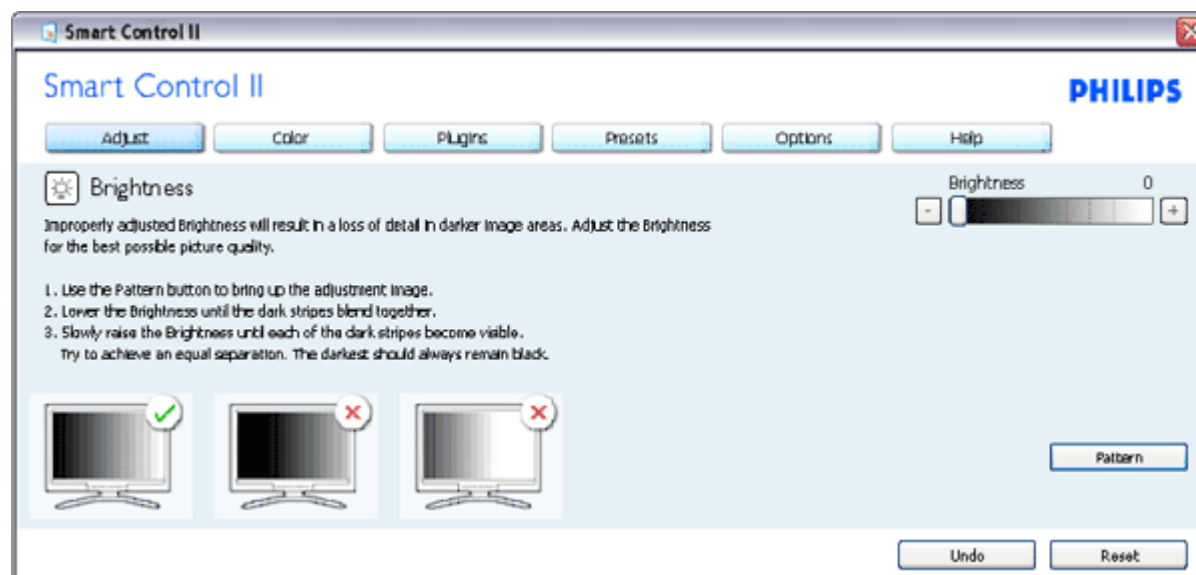 Smart Control II
Smart Control II
PHILIPS
Adjust Color Plugins Presets Options Help
Brightness
Brightness 0
- +
Improperly adjusted Brightness will result in a loss of detail in darker image areas. Adjust the Brightness
for the best possible picture quality.
1. Use the Pattern button to bring up the adjustment image.
2. Lower the Brightness until the dark stripes blend together.
3. Slowly raise the Brightness until each of the dark stripes become visible.
Try to achieve an equal separation. The darkest should always remain black.
Pattern
Undo Reset